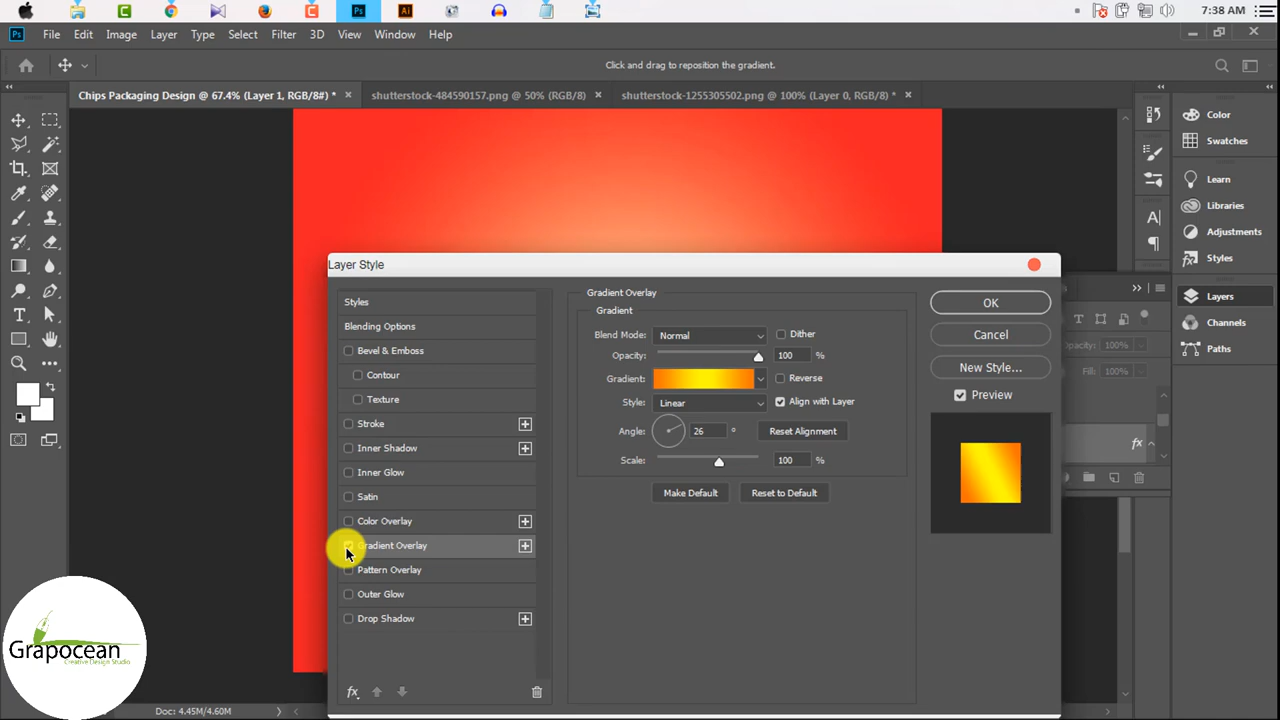 7:38 AM
Ps File Edit Image Layer Type Select Filter 3D View Window Help
Click and drag to reposition the gradient.
Chips Packaging Design @ 67.4% (Layer 1, RGB/8#) * × shutterstock-484590157.png @ 50% (RGB/8) × shutterstock-1255305502.png @ 100% (Layer 0, RGB/8) * ×
Color
Swatches
Learn
Libraries
Adjustments
Styles
Layers
Channels
Paths
Opacity: 100%
Fill: 100%
fx
Layer Style
Styles
Blending Options
Bevel & Emboss
Contour
Texture
Stroke
Inner Shadow
Inner Glow
Satin
Color Overlay
Gradient Overlay
Pattern Overlay
Outer Glow
Drop Shadow
fx
Gradient Overlay
Gradient
Blend Mode: Normal Dither
Opacity: 100 %
Gradient: Reverse
Style: Linear Align with Layer
Angle: 26 ° Reset Alignment
Scale: 100 %
Make Default Reset to Default
OK
Cancel
New Style...
Preview
Grapocean
Creative Design Studio
Doc: 4.45M/4.60M